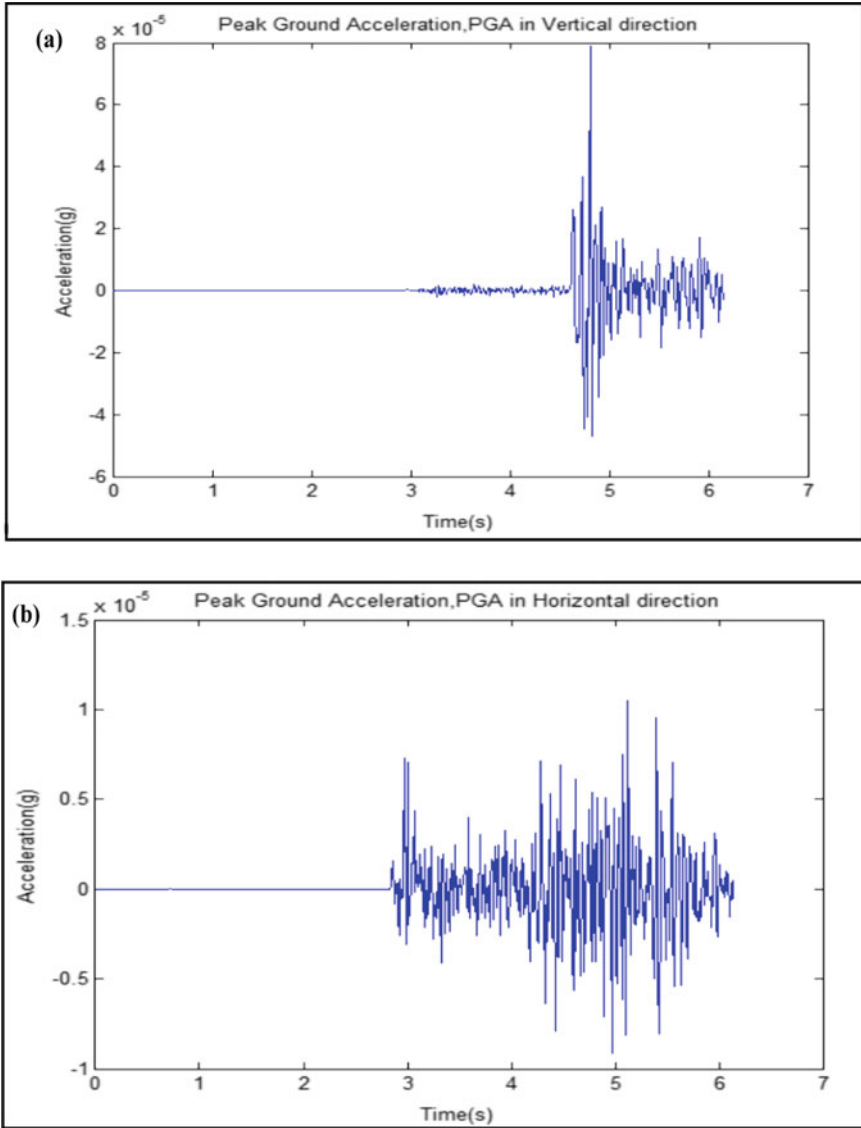 (a)
× 10⁻⁵
Peak Ground Acceleration,PGA in Vertical direction
8
6
4
2
0
-2
-4
-6
Acceleration(g)
0 1 2 3 4 5 6 7
Time(s)
(b)
× 10⁻⁵
Peak Ground Acceleration,PGA in Horizontal direction
1.5
1
0.5
0
-0.5
-1
Acceleration(g)
0 1 2 3 4 5 6 7
Time(s)